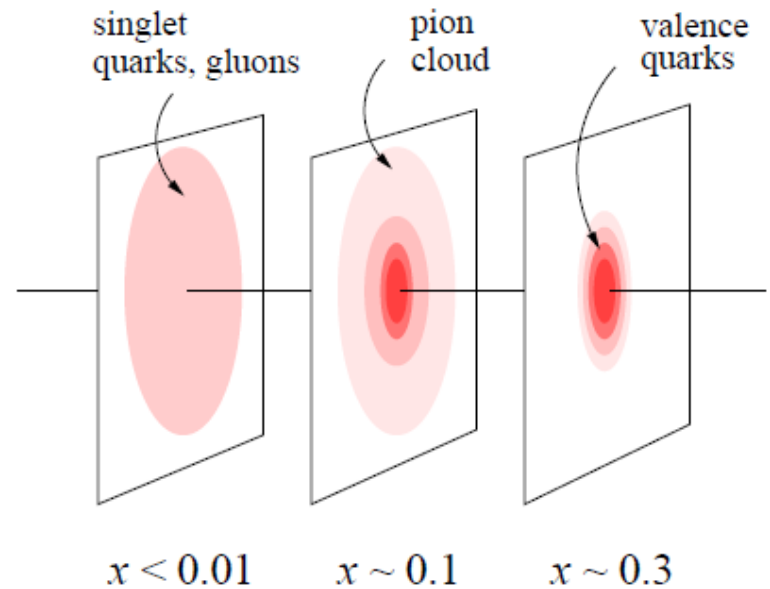 singlet
quarks, gluons
pion
cloud
valence
quarks
x < 0.01
x ~ 0.1
x ~ 0.3